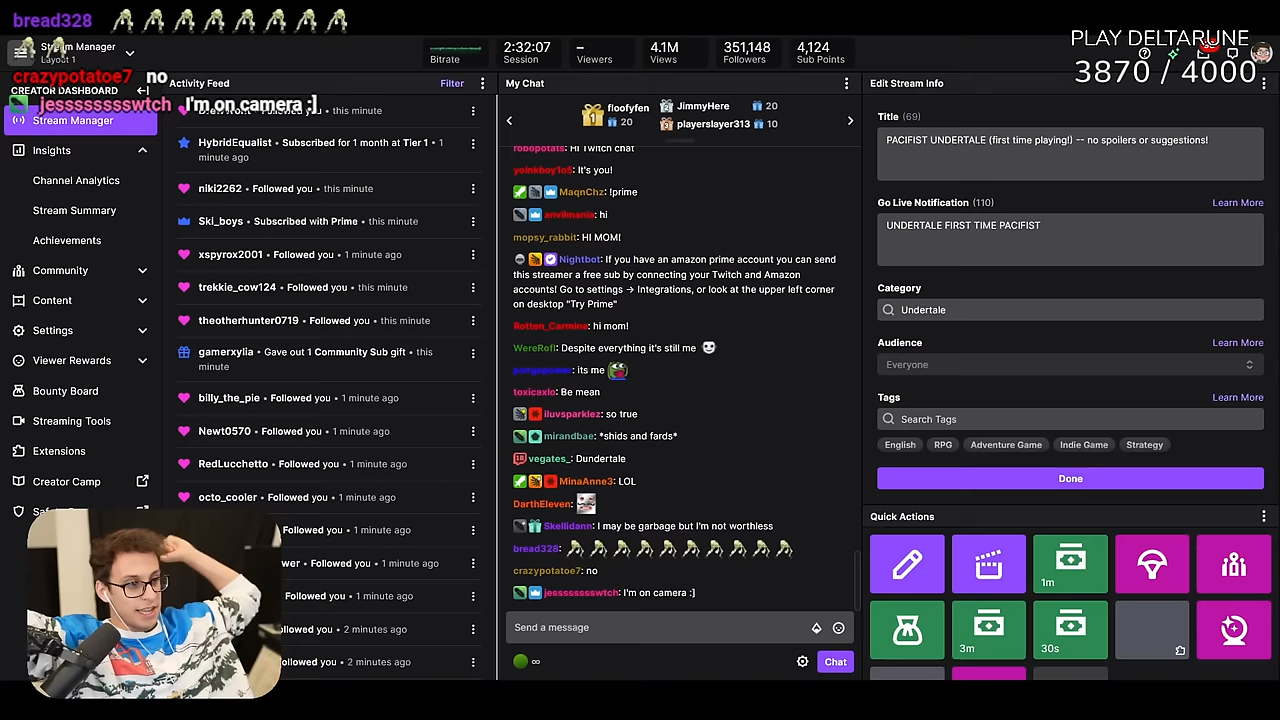 bread328
Stream Manager
Layout 1
crazypotatoe7 no
CREATOR DASHBOARD
jesssssssswtch I'm on camera :]
Stream Manager
Insights
Channel Analytics
Stream Summary
Achievements
Community
Content
Settings
Viewer Rewards
Bounty Board
Streaming Tools
Extensions
Creator Camp
2:32:07
Bitrate
Session
–
Viewers
4.1M
Views
351,148
Followers
4,124
Sub Points
PLAY DELTARUNE
3870 / 4000
Activity Feed
Filter
this minute
HybridEqualist • Subscribed for 1 month at Tier 1 • 1
minute ago
niki2262 • Followed you • this minute
Ski_boys • Subscribed with Prime • this minute
xspyrox2001 • Followed you • 1 minute ago
trekkie_cow124 • Followed you • this minute
theotherhunter0719 • Followed you • this minute
gamerxylia • Gave out 1 Community Sub gift • this
minute
billy_the_pie • Followed you • 1 minute ago
Newt0570 • Followed you • 1 minute ago
RedLucchetto • Followed you • 1 minute ago
octo_cooler • Followed you • 1 minute ago
Followed you • 1 minute ago
wer • Followed you • 1 minute ago
ollowed you • 1 minute ago
ollowed you • 2 minutes ago
ollowed you • 2 minutes ago
My Chat
1
floofyfen
20
JimmyHere 20
playerslayer313 10
robopotats: Hi Twitch chat
yoinkboy1o5: It's you!
MaqnChz: !prime
anvilmania: hi
mopsy_rabbit: HI MOM!
Nightbot: If you have an amazon prime account you can send
this streamer a free sub by connecting your Twitch and Amazon
accounts! Go to settings -> Integrations, or look at the upper left corner
on desktop "Try Prime"
Rotten_Carmine: hi mom!
WereRofl: Despite everything it's still me
its me
toxicaxlo: Be mean
iluvsparklez: so true
mirandbae: *shids and fards*
vegates_: Dundertale
MinaAnne3: LOL
DarthEleven:
Skellidann: I may be garbage but I'm not worthless
bread328:
crazypotatoe7: no
jesssssssswtch: I'm on camera :]
Send a message
∞
Chat
Edit Stream Info
Title (69)
PACIFIST UNDERTALE (first time playing!) -- no spoilers or suggestions!
Go Live Notification (110)
Learn More
UNDERTALE FIRST TIME PACIFIST
Category
Undertale
Audience
Learn More
Everyone
Tags
Learn More
Search Tags
English
RPG
Adventure Game
Indie Game
Strategy
Done
Quick Actions
1m
3m
30s